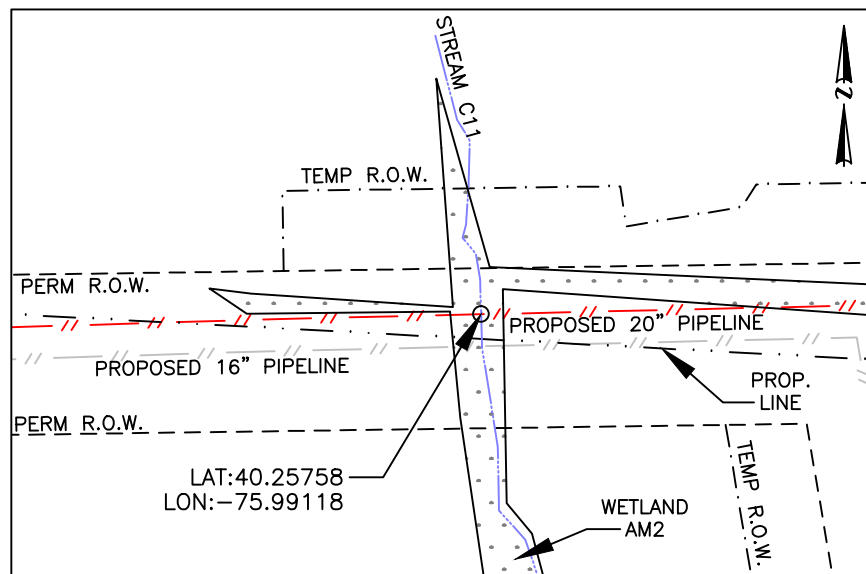 STREAM C11
N
TEMP R.O.W.
PERM R.O.W.
PROPOSED 20" PIPELINE
PROPOSED 16" PIPELINE
PROP.
LINE
PERM R.O.W.
LAT:40.25758
LON:-75.99118
WETLAND
AM2
TEMP R.O.W.